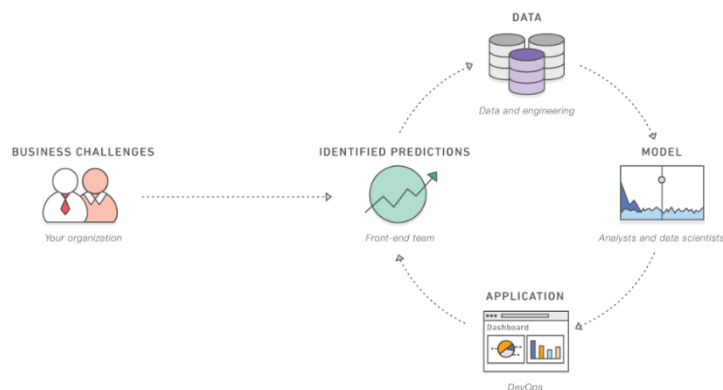 DATA
Data and engineering
BUSINESS CHALLENGES
Your organization
IDENTIFIED PREDICTIONS
Front-end team
MODEL
Analysts and data scientists
APPLICATION
Dashboard
DevOps